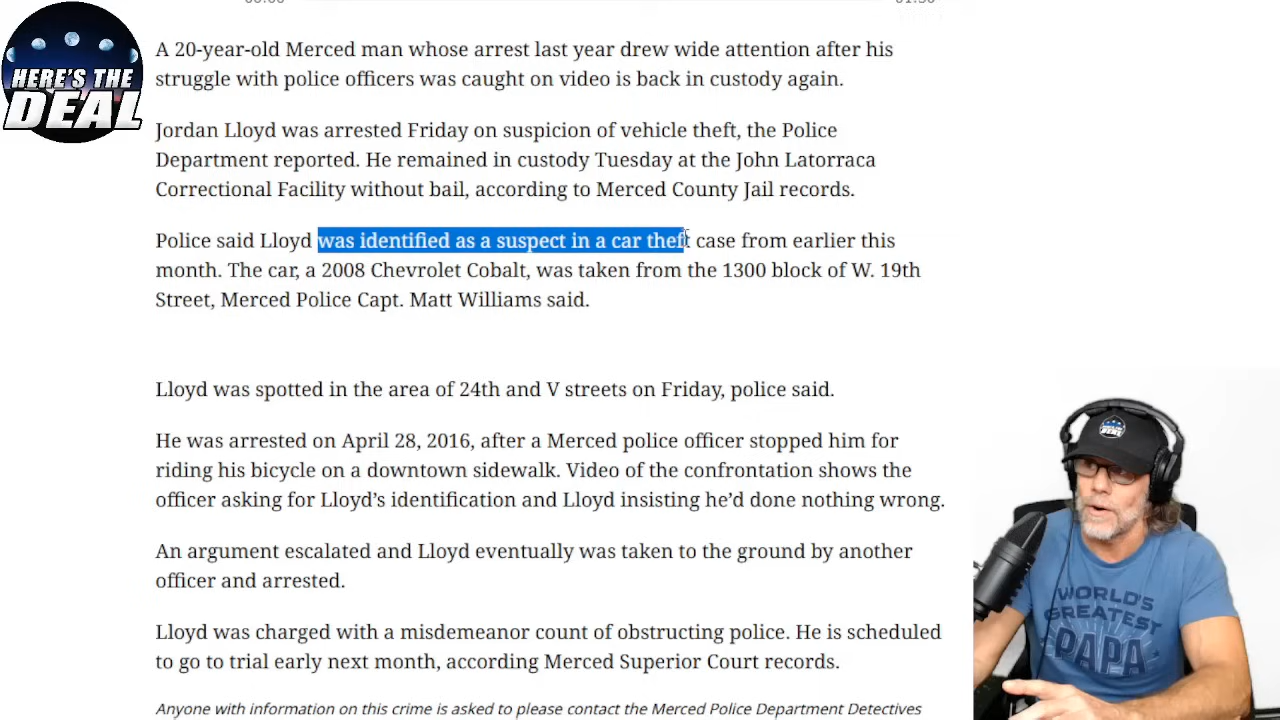 00:00 01:30
HERE'S THE
DEAL
A 20-year-old Merced man whose arrest last year drew wide attention after his
struggle with police officers was caught on video is back in custody again.
Jordan Lloyd was arrested Friday on suspicion of vehicle theft, the Police
Department reported. He remained in custody Tuesday at the John Latorraca
Correctional Facility without bail, according to Merced County Jail records.
Police said Lloyd was identified as a suspect in a car theft case from earlier this
month. The car, a 2008 Chevrolet Cobalt, was taken from the 1300 block of W. 19th
Street, Merced Police Capt. Matt Williams said.
Lloyd was spotted in the area of 24th and V streets on Friday, police said.
He was arrested on April 28, 2016, after a Merced police officer stopped him for
riding his bicycle on a downtown sidewalk. Video of the confrontation shows the
officer asking for Lloyd’s identification and Lloyd insisting he’d done nothing wrong.
An argument escalated and Lloyd eventually was taken to the ground by another
officer and arrested.
Lloyd was charged with a misdemeanor count of obstructing police. He is scheduled
to go to trial early next month, according Merced Superior Court records.
Anyone with information on this crime is asked to please contact the Merced Police Department Detectives
WORLD'S
GREATEST
PAPA